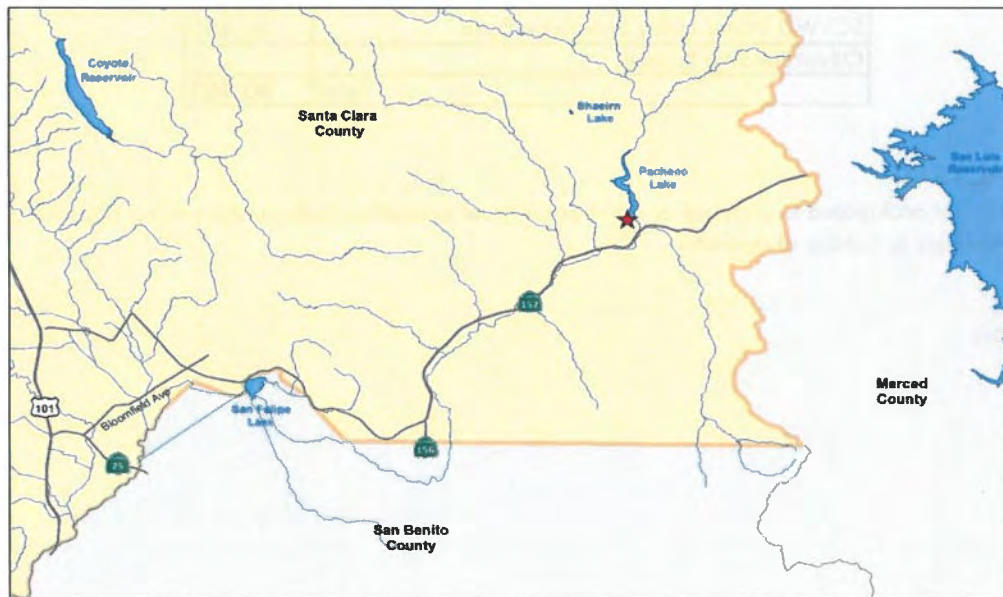 Coyote
Reservoir
Santa Clara
County
Lake
Pacheco
Lake
San Luis
152
101
Bloomfield Ave
San Felipe
Lake
25
156
Merced
County
San Benito
County